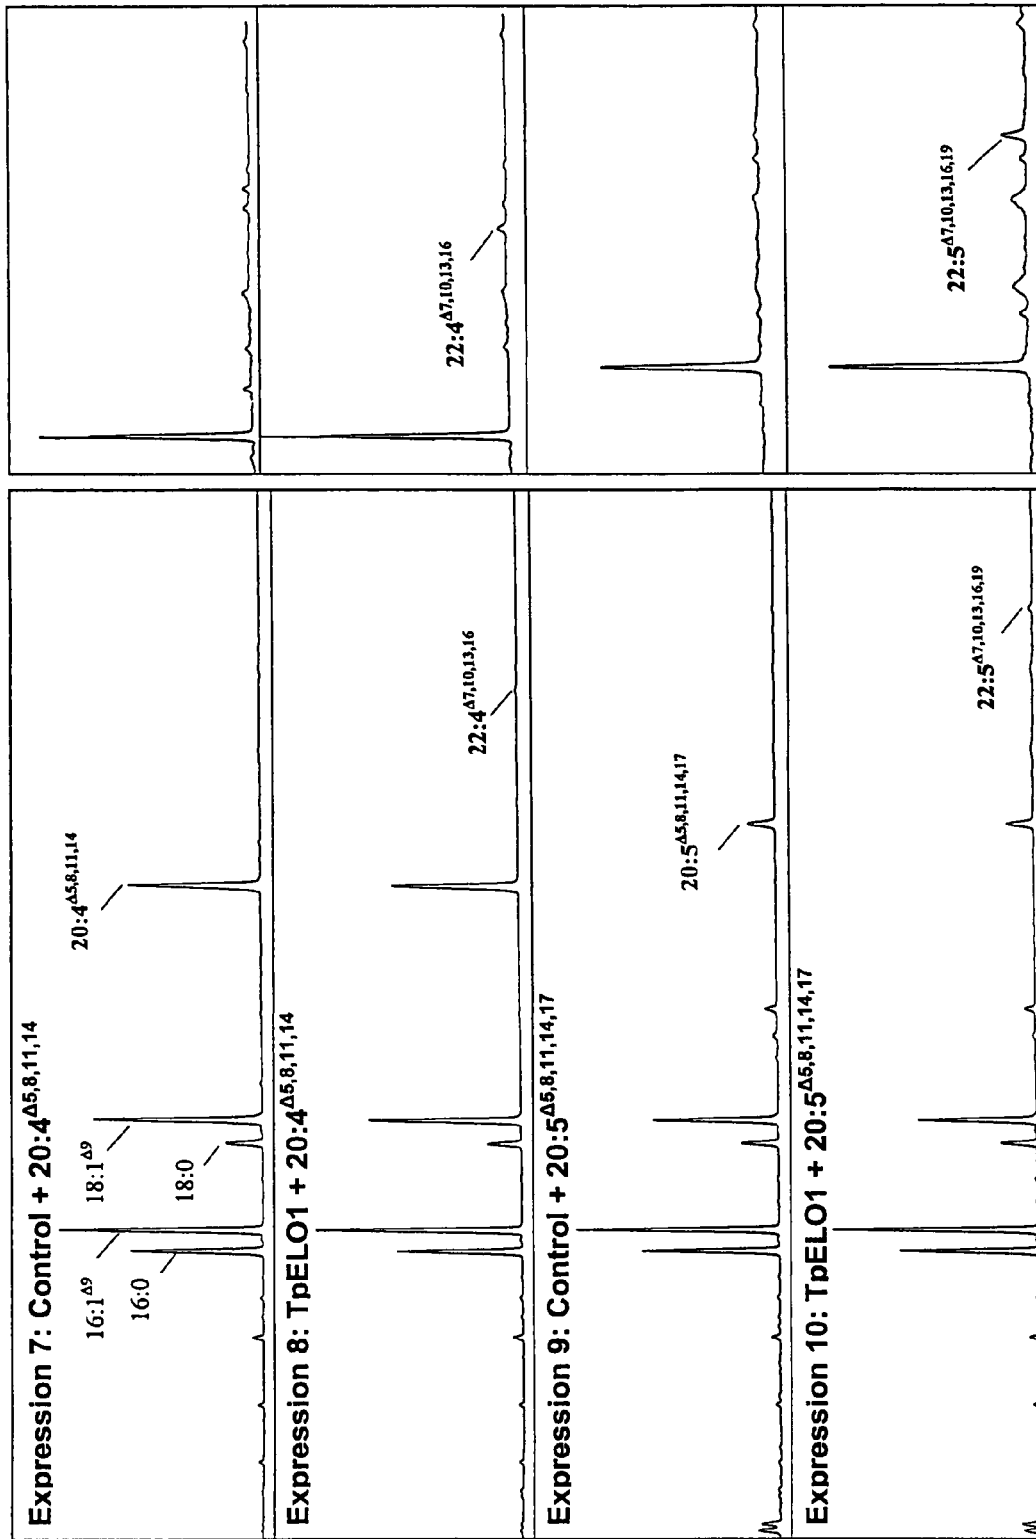 Expression 7: Control + 20:4Δ5,8,11,14
16:1Δ9
16:0
18:1Δ9
18:0
20:4Δ5,8,11,14
Expression 8: TpELO1 + 20:4Δ5,8,11,14
22:4Δ7,10,13,16
22:4Δ7,10,13,16
Expression 9: Control + 20:5Δ5,8,11,14,17
20:5Δ5,8,11,14,17
Expression 10: TpELO1 + 20:5Δ5,8,11,14,17
22:5Δ7,10,13,16,19
22:5Δ7,10,13,16,19